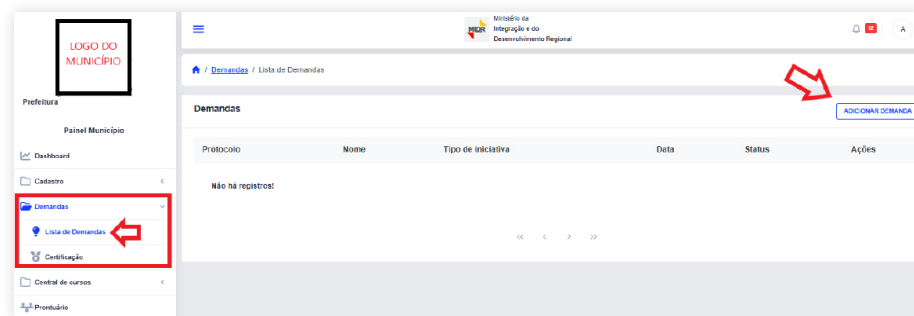 LOGO DO
MUNICÍPIO
Prefeitura
Painel Município
Dashboard
Cadastro
Demandas
Lista de Demandas
Certificação
Central de cursos
Prontuário
MIDR
Ministério da
Integração e do
Desenvolvimento Regional
12
A
/ Demandas / Lista de Demandas
Demandas
ADICIONAR DEMANDA
Protocolo Nome Tipo de iniciativa Data Status Ações
Não há registros!